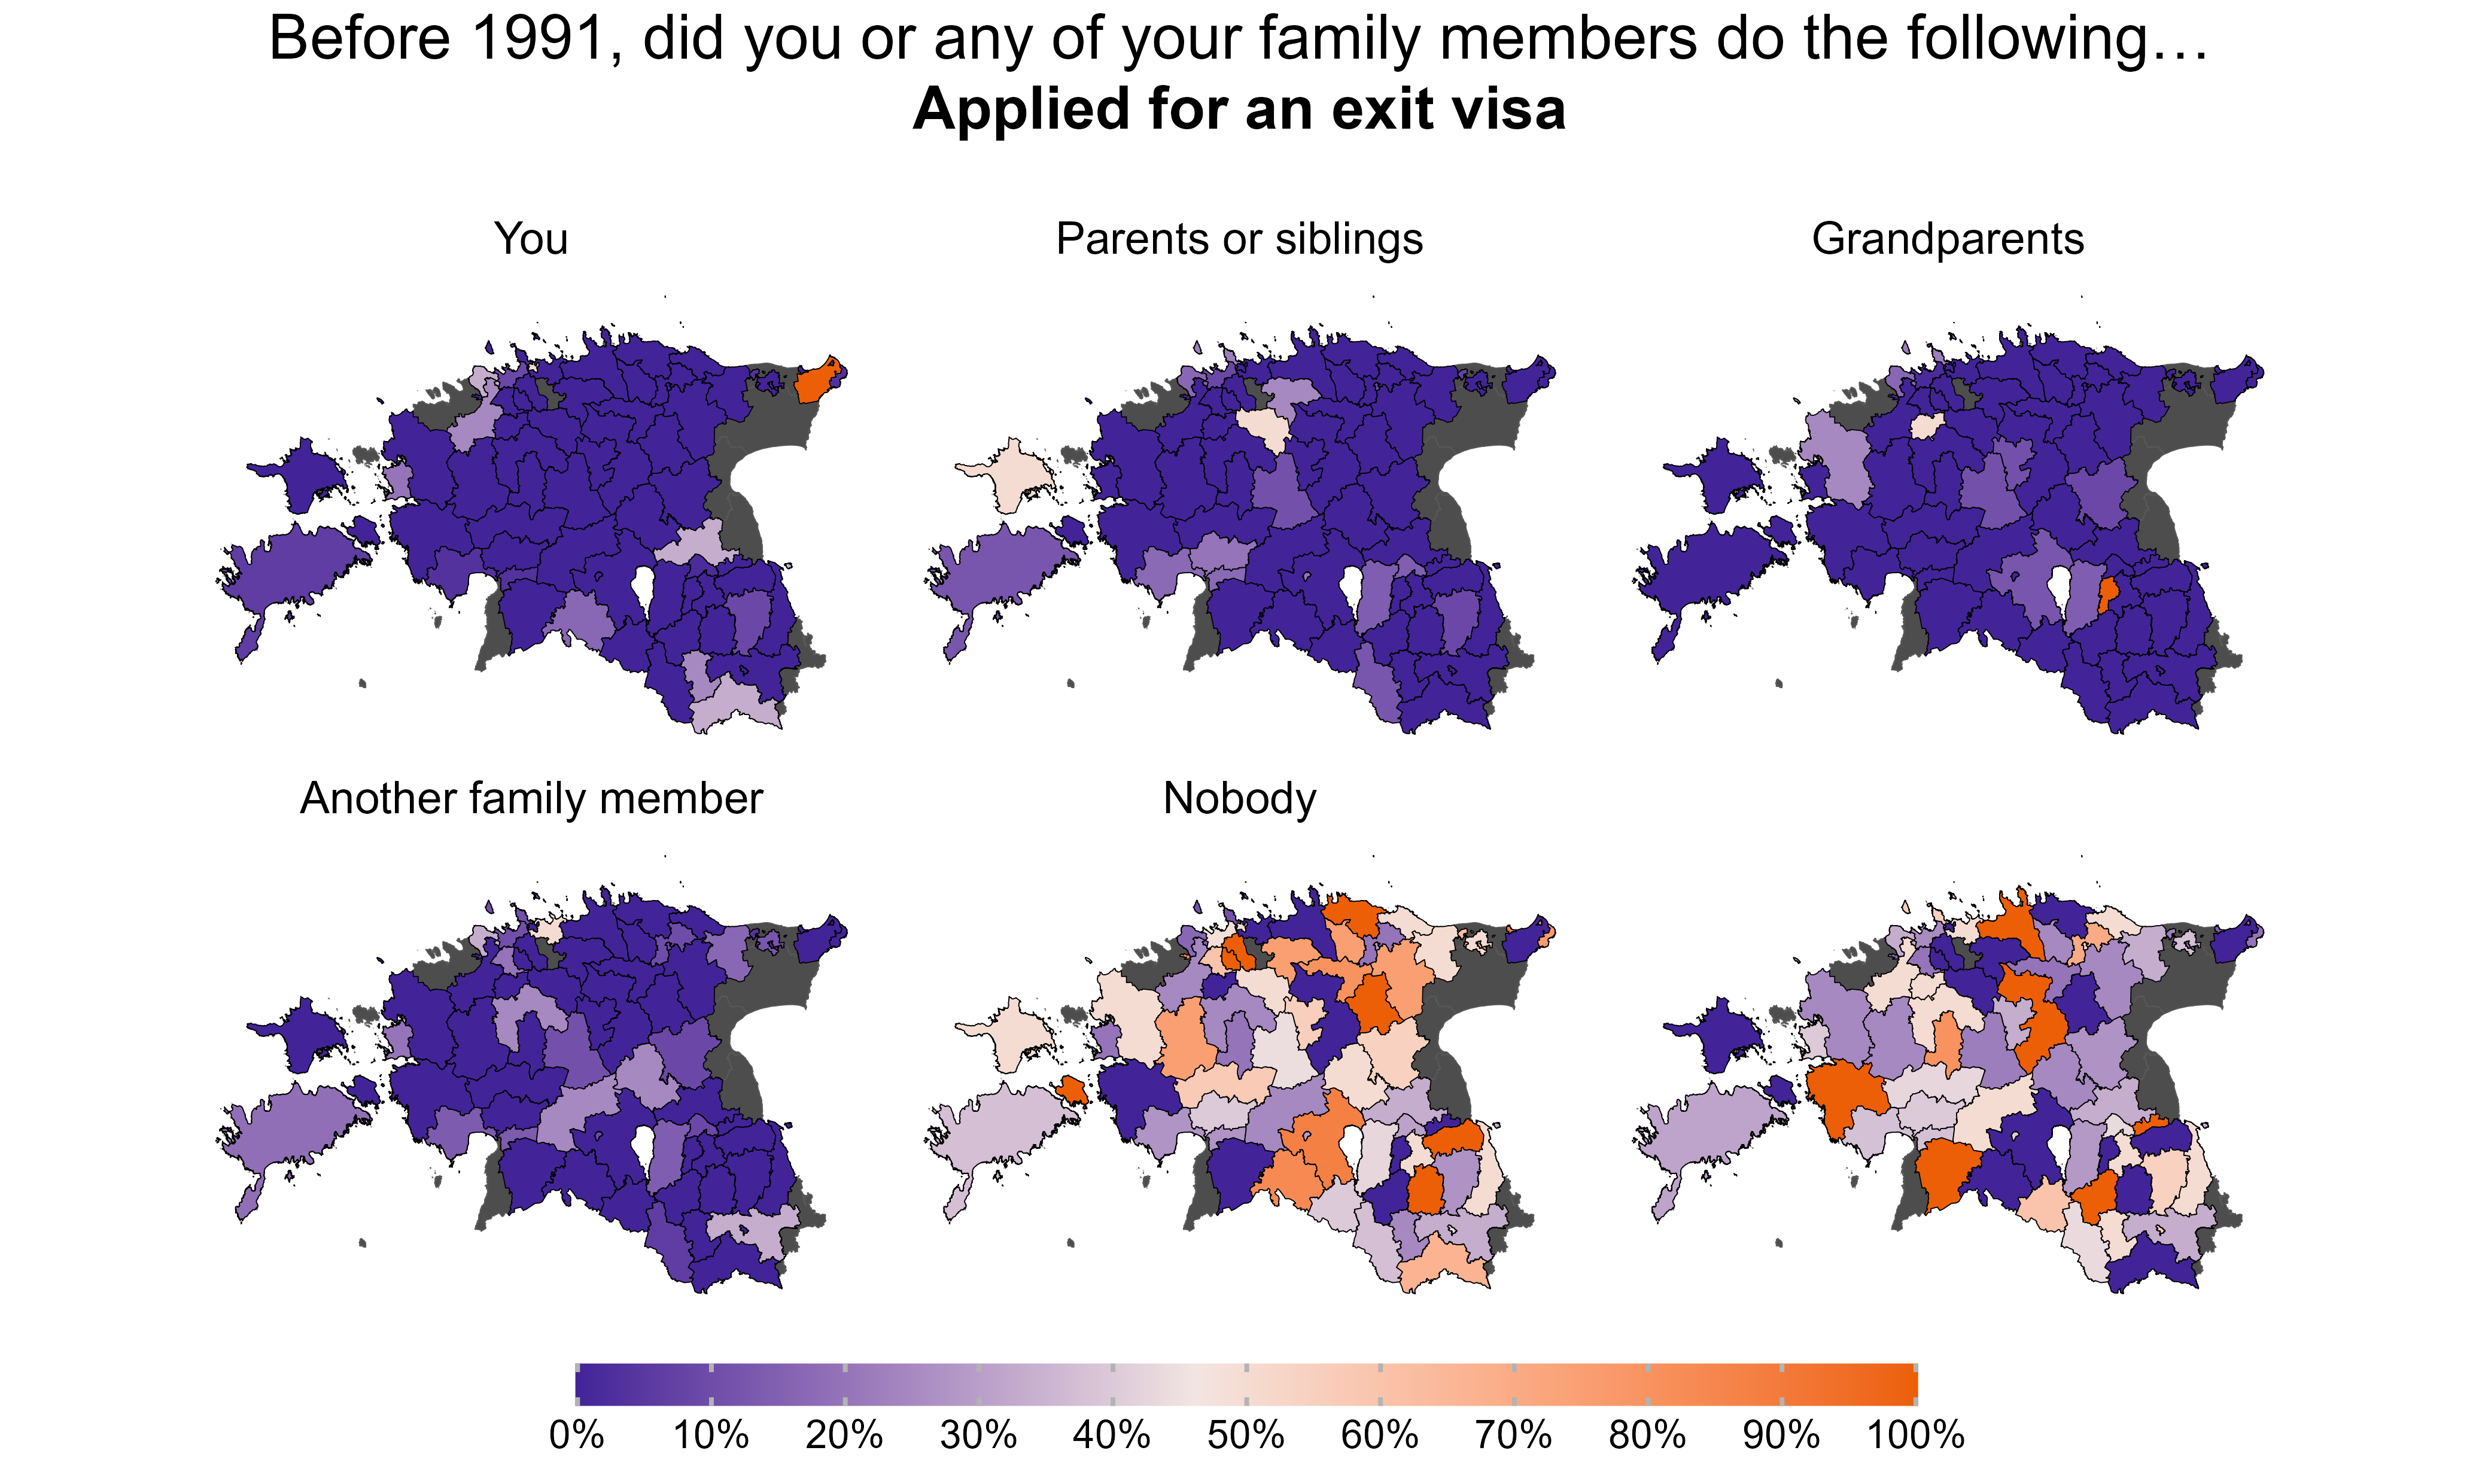 Before 1991, did you or any of your family members do the following…
Applied for an exit visa
You
Parents or siblings
Grandparents
Another family member
Nobody
0% 10% 20% 30% 40% 50% 60% 70% 80% 90% 100%